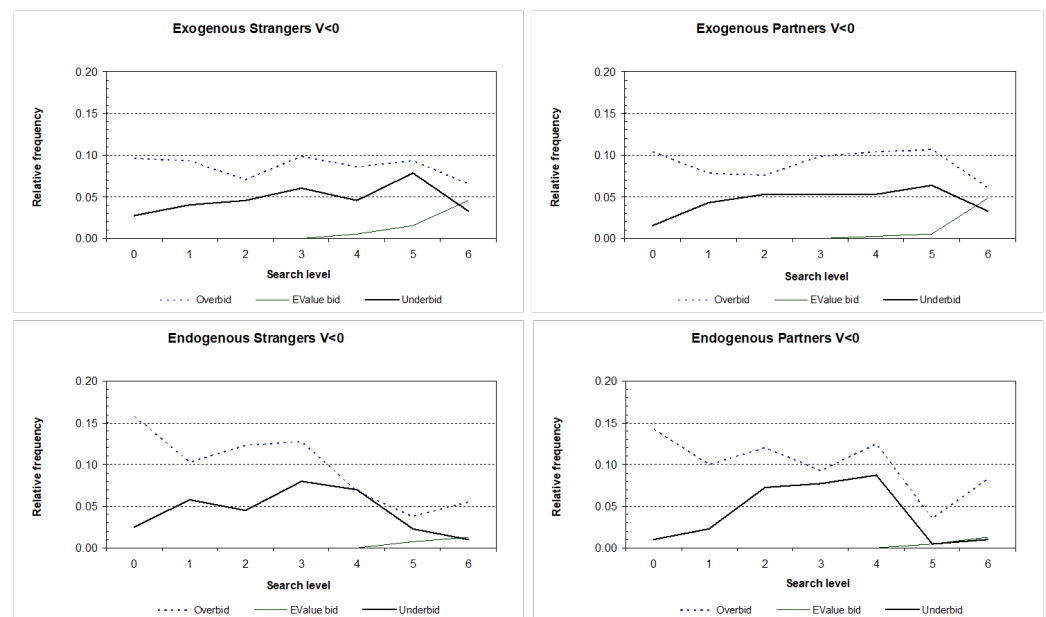 Exogenous Strangers V<0
0.20
0.15
0.10
0.05
0.00
Relative frequency
0 1 2 3 4 5 6
Search level
Overbid EValue bid Underbid
Exogenous Partners V<0
0.20
0.15
0.10
0.05
0.00
Relative frequency
0 1 2 3 4 5 6
Search level
Overbid EValue bid Underbid
Endogenous Strangers V<0
0.20
0.15
0.10
0.05
0.00
Relative frequency
0 1 2 3 4 5 6
Search level
Overbid EValue bid Underbid
Endogenous Partners V<0
0.20
0.15
0.10
0.05
0.00
Relative frequency
0 1 2 3 4 5 6
Search level
Overbid EValue bid Underbid